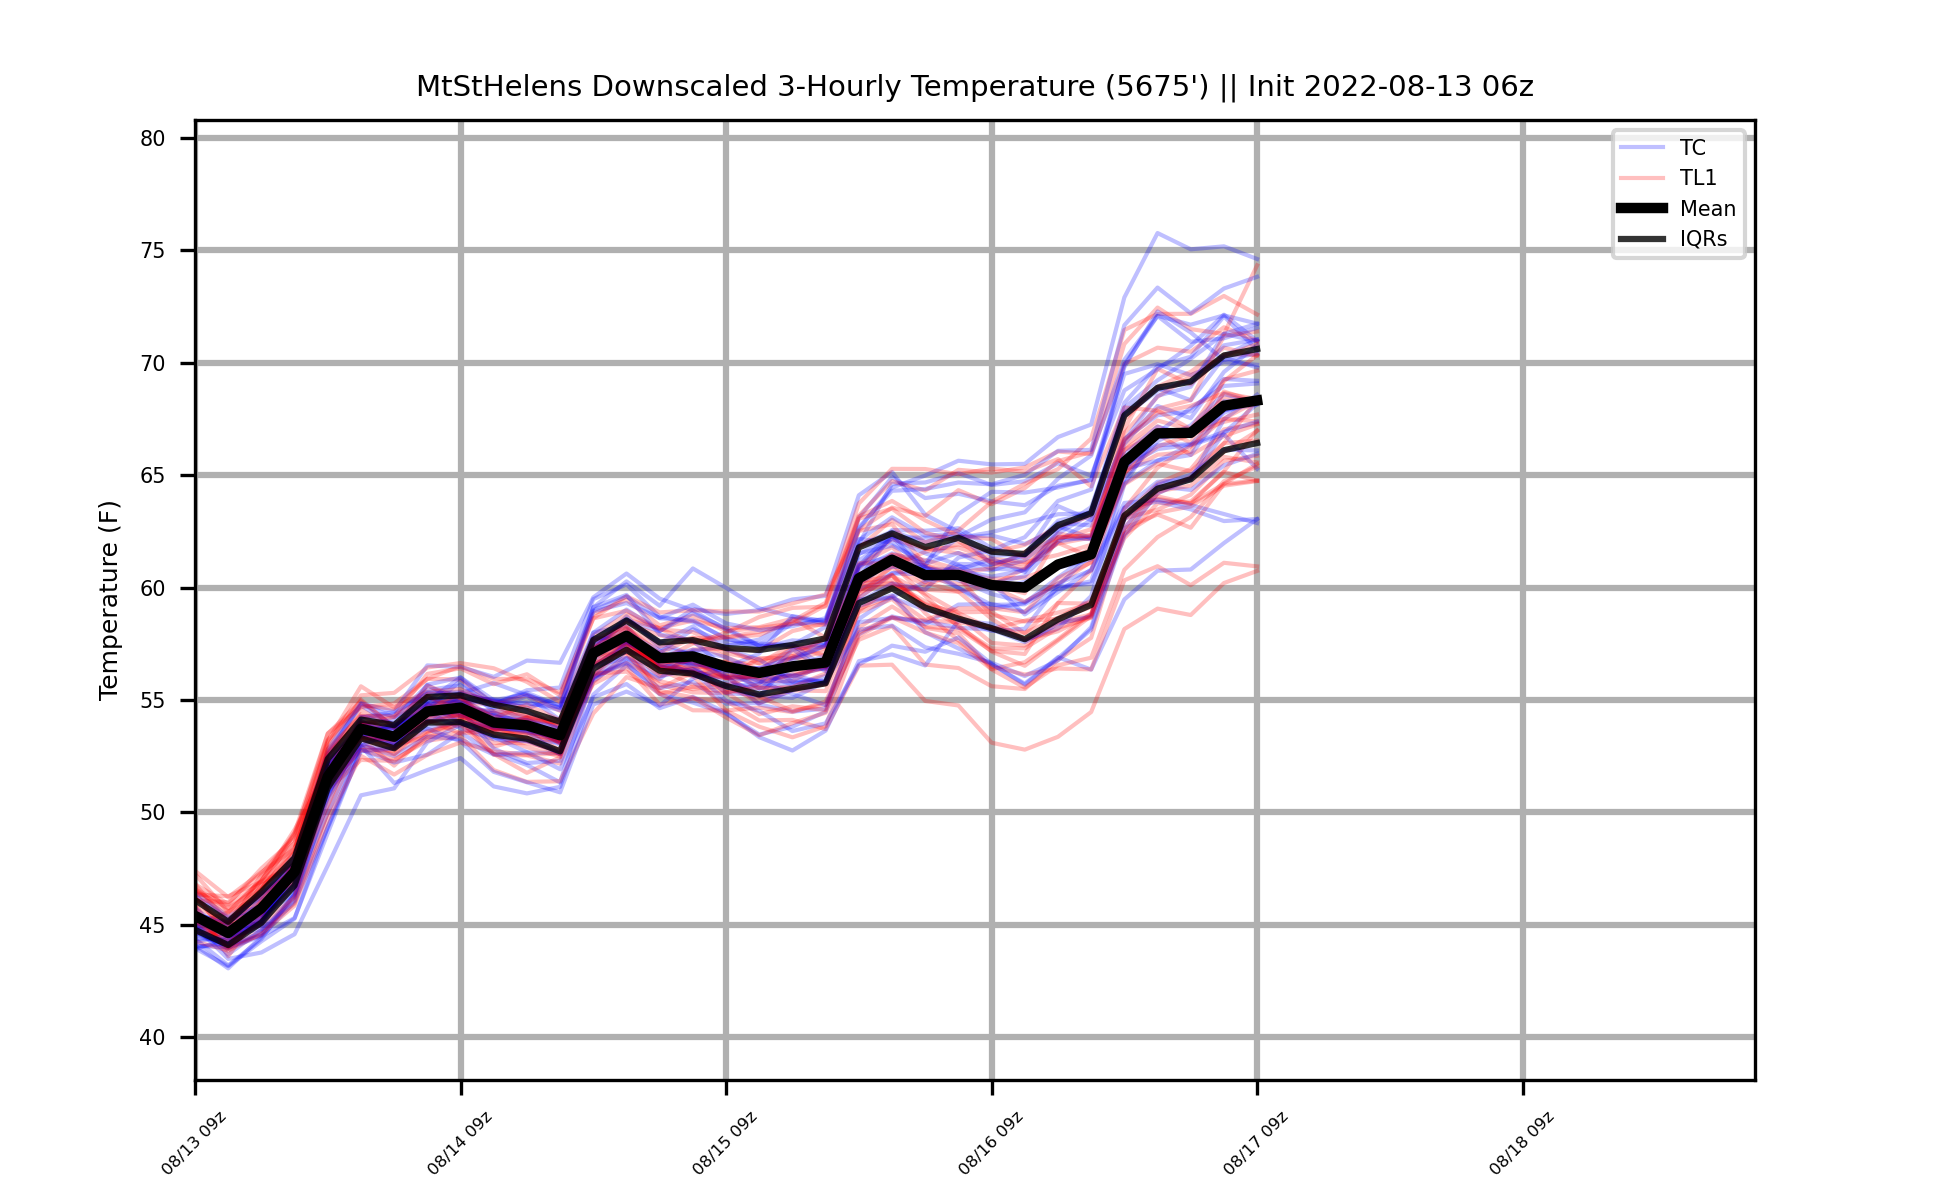 MtStHelens Downscaled 3-Hourly Temperature (5675') || Init 2022-08-13 06z
TC
TL1
Mean
IQRs
Temperature (F)
80
75
70
65
60
55
50
45
40
08/13 09z
08/14 09z
08/15 09z
08/16 09z
08/17 09z
08/18 09z